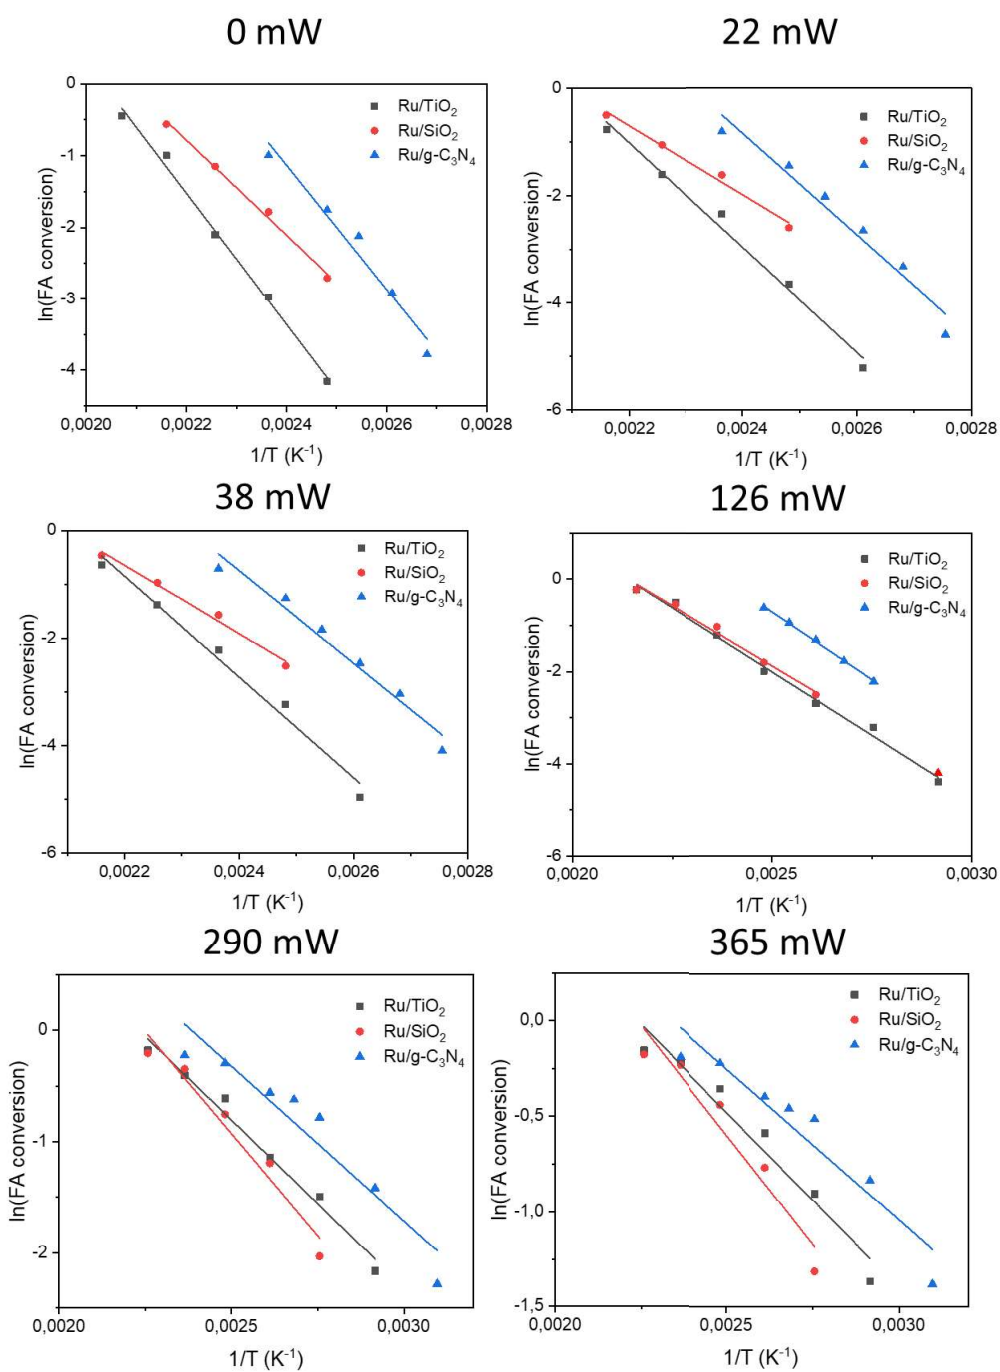 0 mW
ln(FA conversion)
0
-1
-2
-3
-4
Ru/TiO₂
Ru/SiO₂
Ru/g-C₃N₄
0,0020 0,0022 0,0024 0,0026 0,0028
1/T (K⁻¹)
22 mW
ln(FA conversion)
0
-2
-4
-6
Ru/TiO₂
Ru/SiO₂
Ru/g-C₃N₄
0,0022 0,0024 0,0026 0,0028
1/T (K⁻¹)
38 mW
ln(FA conversion)
0
-2
-4
-6
Ru/TiO₂
Ru/SiO₂
Ru/g-C₃N₄
0,0022 0,0024 0,0026 0,0028
1/T (K⁻¹)
126 mW
ln(FA conversion)
0
-2
-4
-6
Ru/TiO₂
Ru/SiO₂
Ru/g-C₃N₄
0,0020 0,0025 0,0030
1/T (K⁻¹)
290 mW
ln(FA conversion)
0
-1
-2
Ru/TiO₂
Ru/SiO₂
Ru/g-C₃N₄
0,0020 0,0025 0,0030
1/T (K⁻¹)
365 mW
ln(FA conversion)
0,0
-0,5
-1,0
-1,5
Ru/TiO₂
Ru/SiO₂
Ru/g-C₃N₄
0,0020 0,0025 0,0030
1/T (K⁻¹)